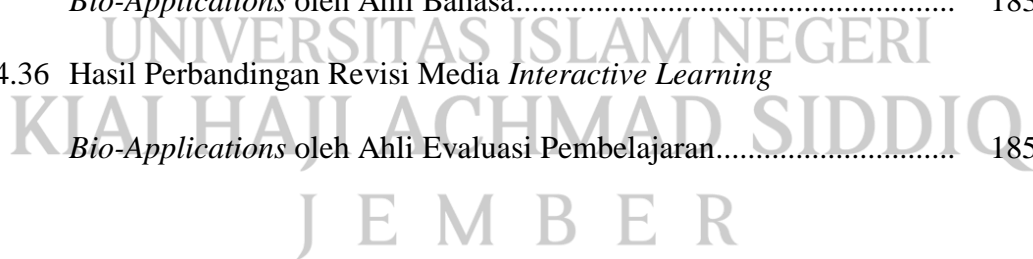 Bio-Applications oleh Ahli Bahasa.......................................................................... 183
UNIVERSITAS ISLAM NEGERI
4.36 Hasil Perbandingan Revisi Media Interactive Learning
KIAI HAJI ACHMAD SIDDIQ
Bio-Applications oleh Ahli Evaluasi Pembelajaran........................................ 185
JEMBER